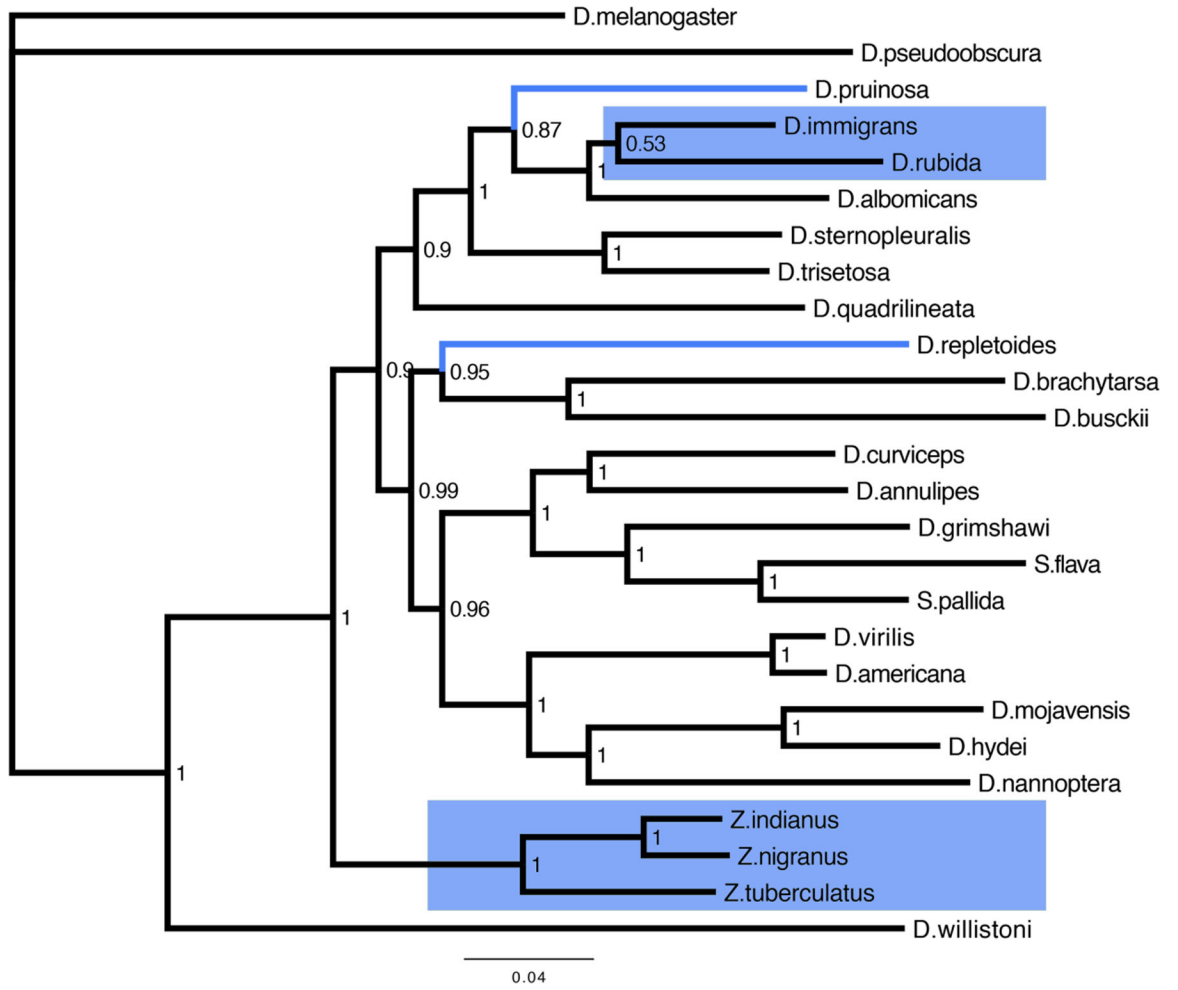 D.melanogaster
D.pseudoobscura
D.pruinosa
D.immigrans
0.87
0.53
D.rubida
1
1
D.albomicans
D.sternopleuralis
0.9
1
D.trisetosa
D.quadrilineata
D.repletoides
0.9
0.95
D.brachytarsa
1
D.busckii
D.curviceps
1
0.99
D.annulipes
1
D.grimshawi
1
S.flava
1
S.pallida
0.96
1
D.virilis
1
D.americana
1
D.mojavensis
1
D.hydei
1
D.nannoptera
1
Z.indianus
1
Z.nigranus
1
Z.tuberculatus
D.willistoni
0.04